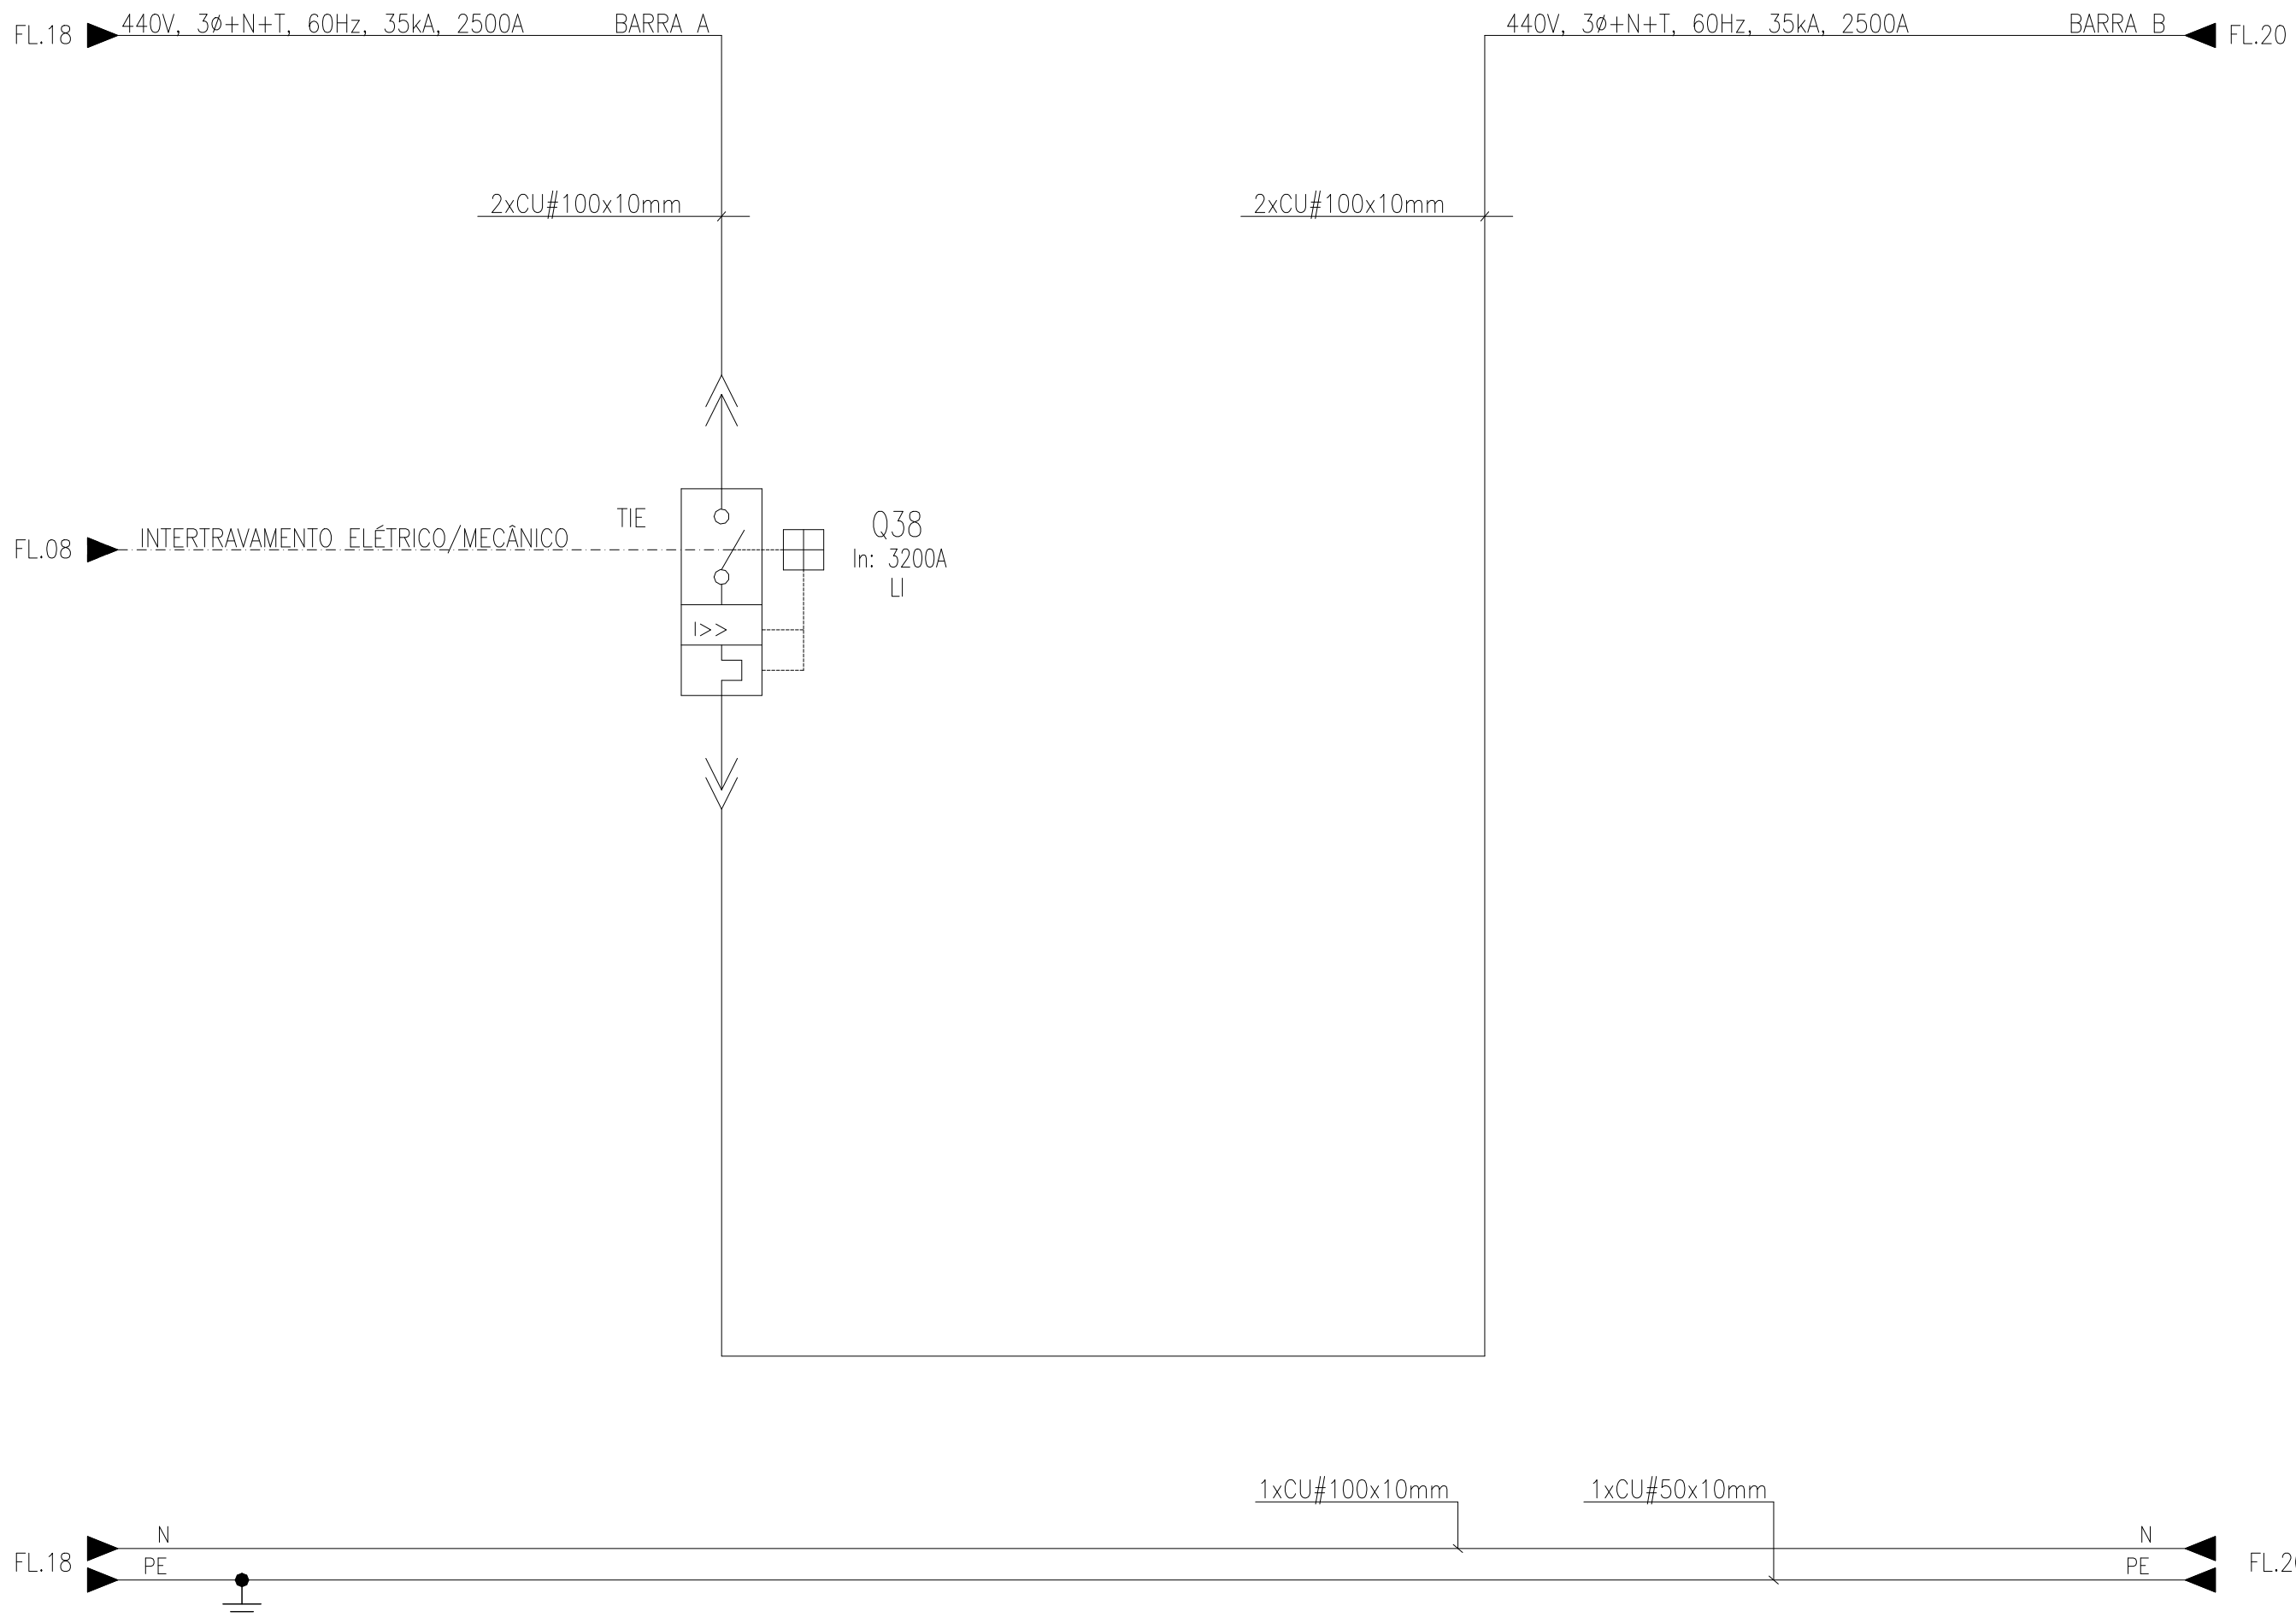 FL.18 440V, 3ø+N+T, 60Hz, 35kA, 2500A BARRA A
440V, 3ø+N+T, 60Hz, 35kA, 2500A BARRA B FL.20
2xCU#100x10mm
2xCU#100x10mm
TIE
Q38
FL.08 INTERTRAVAMENTO ELÉTRICO/MECÂNICO
In: 3200A
LI
I>>
1xCU#100x10mm
1xCU#50x10mm
N
N
FL.18
PE
PE